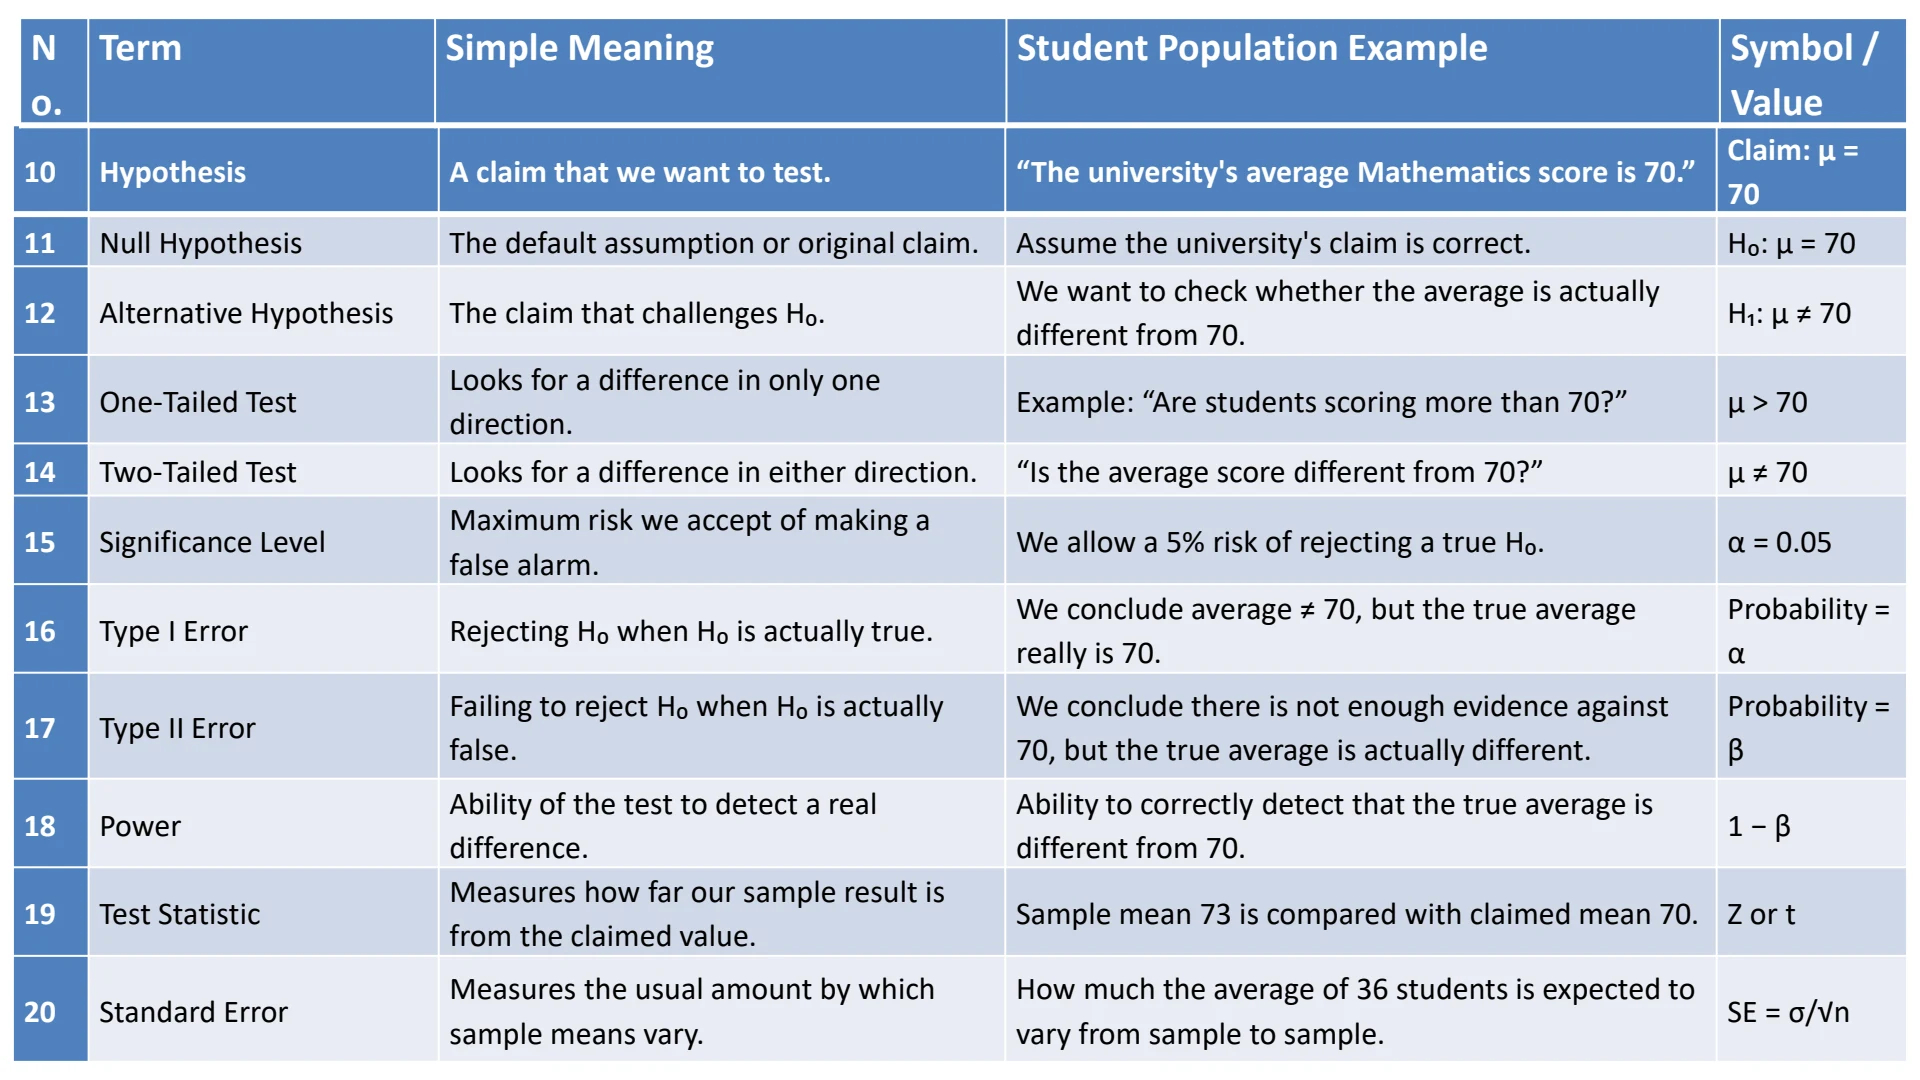 N
o.
Term
Simple Meaning
Student Population Example
Symbol /
Value
10
Hypothesis
A claim that we want to test.
“The university's average Mathematics score is 70.”
Claim: μ =
70
11
Null Hypothesis
The default assumption or original claim.
Assume the university's claim is correct.
H₀: μ = 70
12
Alternative Hypothesis
The claim that challenges H₀.
We want to check whether the average is actually
different from 70.
H₁: μ ≠ 70
13
One-Tailed Test
Looks for a difference in only one
direction.
Example: “Are students scoring more than 70?”
μ > 70
14
Two-Tailed Test
Looks for a difference in either direction.
“Is the average score different from 70?”
μ ≠ 70
15
Significance Level
Maximum risk we accept of making a
false alarm.
We allow a 5% risk of rejecting a true H₀.
α = 0.05
16
Type I Error
Rejecting H₀ when H₀ is actually true.
We conclude average ≠ 70, but the true average
really is 70.
Probability =
α
17
Type II Error
Failing to reject H₀ when H₀ is actually
false.
We conclude there is not enough evidence against
70, but the true average is actually different.
Probability =
β
18
Power
Ability of the test to detect a real
difference.
Ability to correctly detect that the true average is
different from 70.
1 − β
19
Test Statistic
Measures how far our sample result is
from the claimed value.
Sample mean 73 is compared with claimed mean 70.
Z or t
20
Standard Error
Measures the usual amount by which
sample means vary.
How much the average of 36 students is expected to
vary from sample to sample.
SE = σ/√n